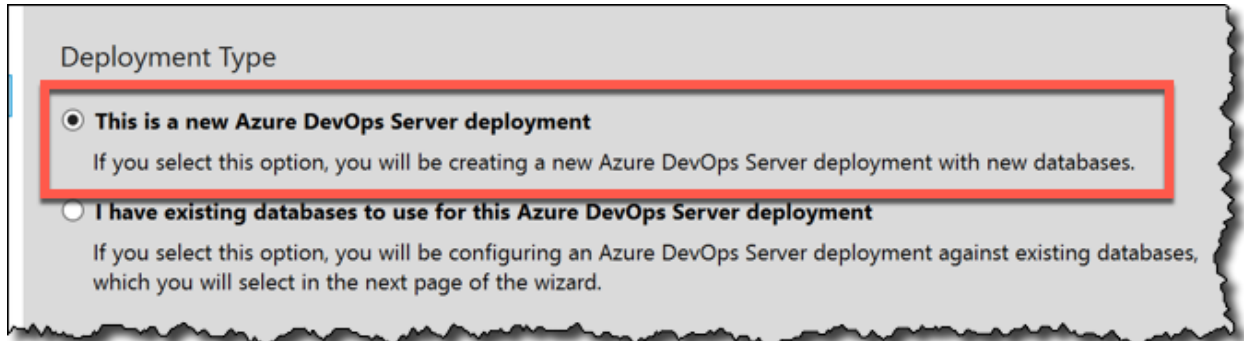 Deployment Type
This is a new Azure DevOps Server deployment
If you select this option, you will be creating a new Azure DevOps Server deployment with new databases.
I have existing databases to use for this Azure DevOps Server deployment
If you select this option, you will be configuring an Azure DevOps Server deployment against existing databases,
which you will select in the next page of the wizard.